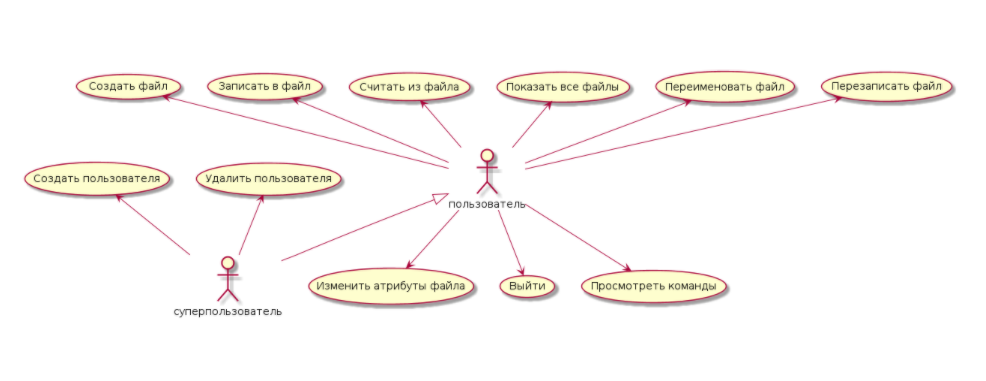 Создать файл
Записать в файл
Считать из файла
Показать все файлы
Переименовать файл
Перезаписать файл
Создать пользователя
Удалить пользователя
пользователь
Изменить атрибуты файла
Выйти
Просмотреть команды
суперпользователь